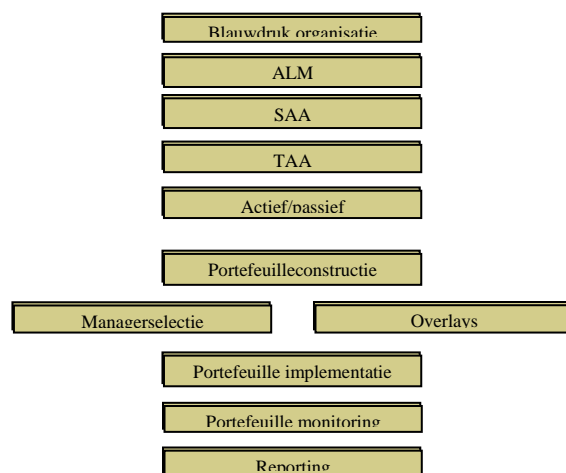 Blauwdruk organisatie
ALM
SAA
TAA
Actief/passief
Portefeuilleconstructie
Managerselectie
Overlays
Portefeuille implementatie
Portefeuille monitoring
Reporting